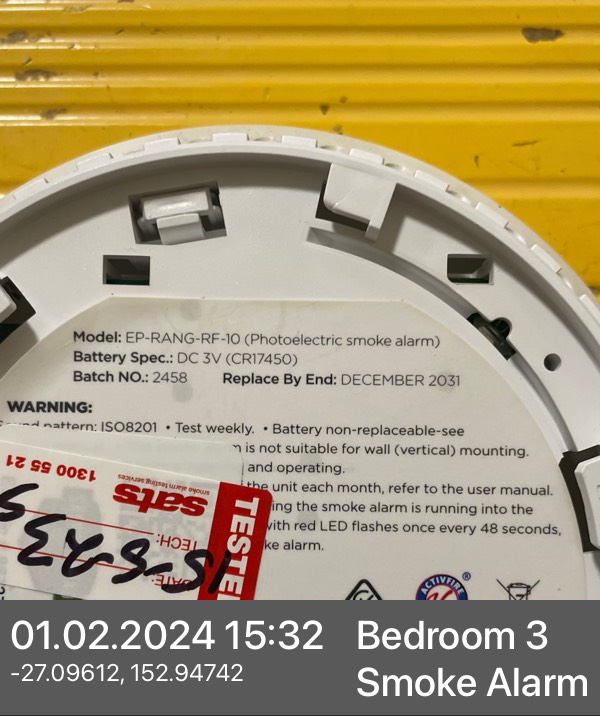 Model: EP-RANG-RF-10 (Photoelectric smoke alarm)
Battery Spec.: DC 3V (CR17450)
Batch NO.: 2458 Replace By End: DECEMBER 2031
WARNING:
pattern: ISO8201 • Test weekly. • Battery non-replaceable-see
is not suitable for wall (vertical) mounting.
and operating.
the unit each month, refer to the user manual.
ing the smoke alarm is running into the
with red LED flashes once every 48 seconds,
ke alarm.
1300 55 21
smoke alarm testing services
sats
TESTE
TECH:
DATE:
ACTIVFIRE®
01.02.2024 15:32
-27.09612, 152.94742
Bedroom 3
Smoke Alarm